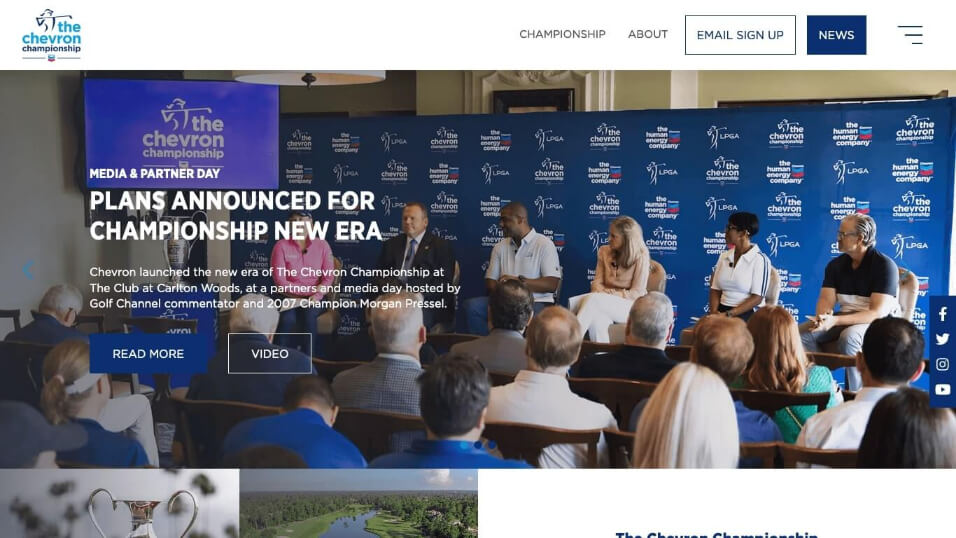 the
chevron
championship
CHAMPIONSHIP
ABOUT
EMAIL SIGN UP
NEWS
the
chevron
championship
MEDIA & PARTNER DAY
PLANS ANNOUNCED FOR
CHAMPIONSHIP NEW ERA
Chevron launched the new era of The Chevron Championship at
The Club at Carlton Woods, at a partners and media day hosted by
Golf Channel commentator and 2007 Champion Morgan Pressel.
READ MORE
VIDEO
the
human
energy
company
LPGA
the
chevron
championship
The Chevron Championship